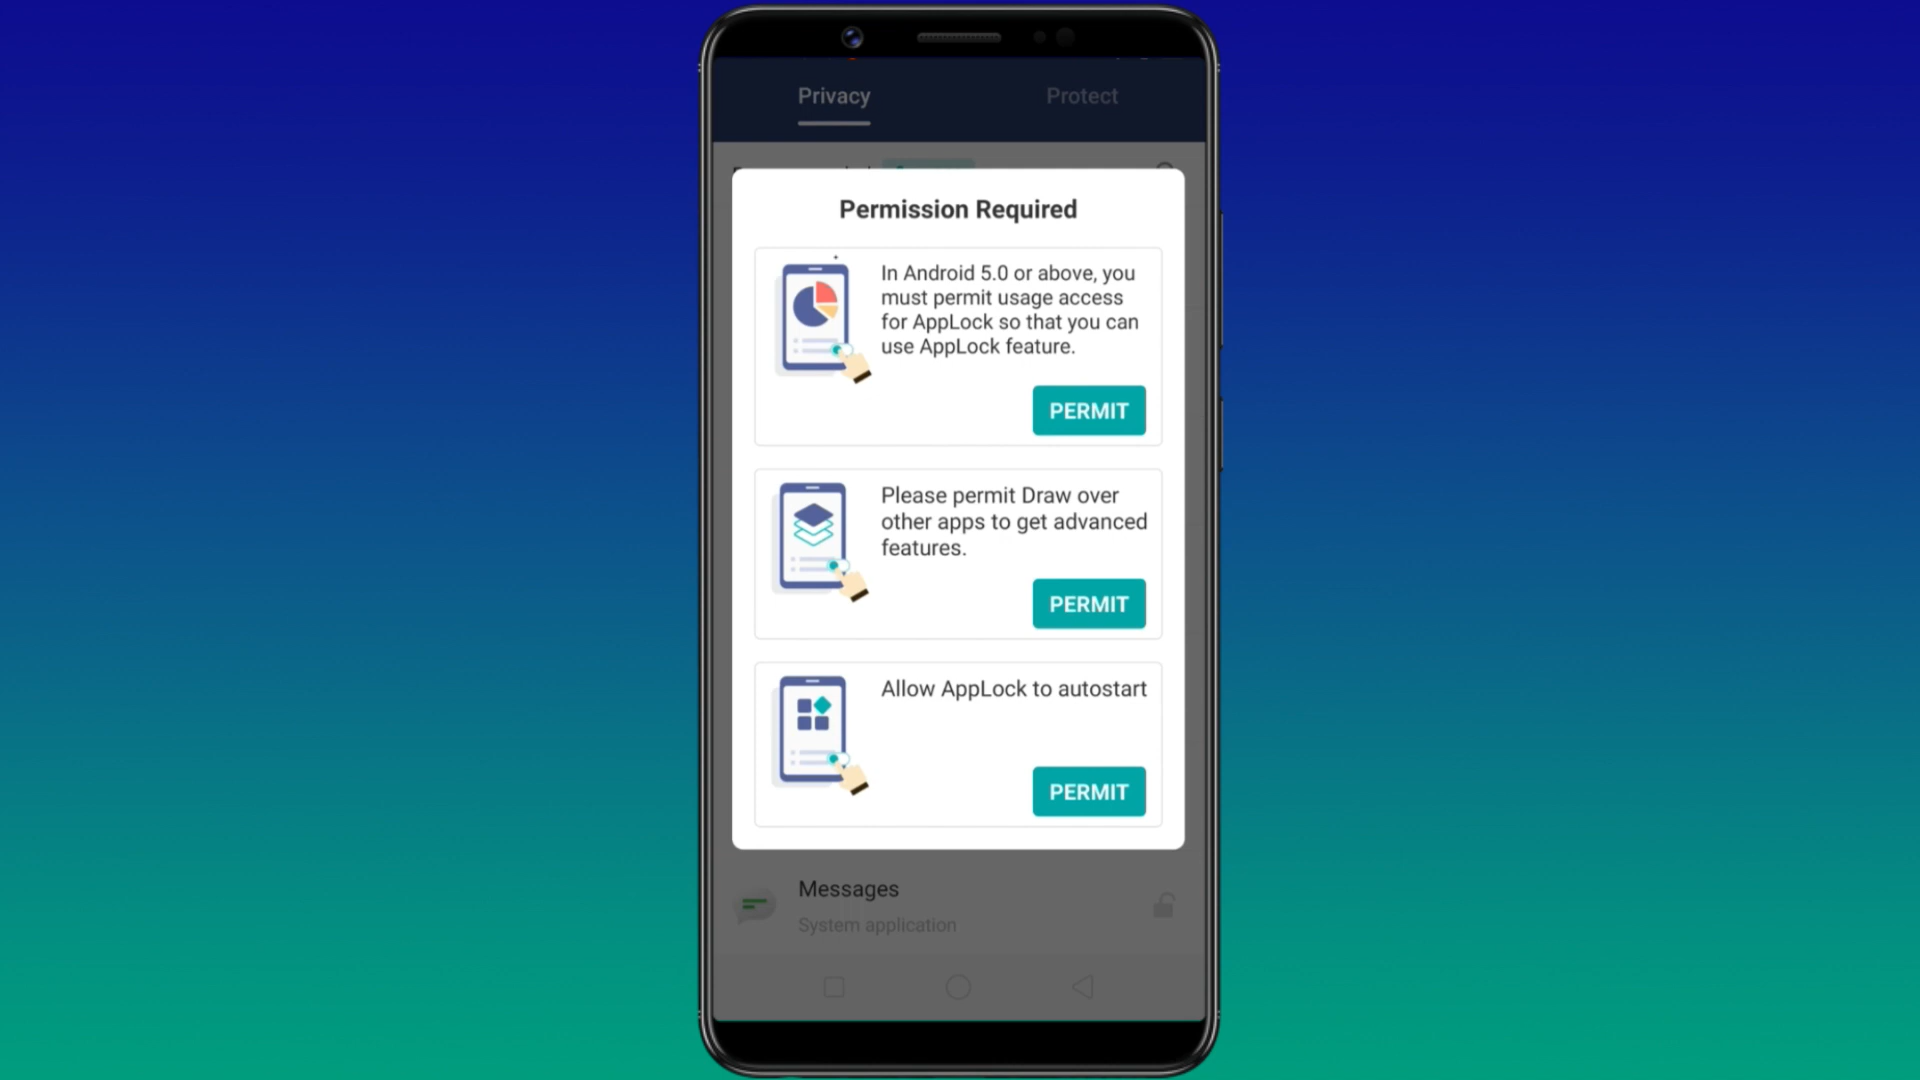 Privacy
Protect
Permission Required
In Android 5.0 or above, you
must permit usage access
for AppLock so that you can
use AppLock feature.
PERMIT
Please permit Draw over
other apps to get advanced
features.
PERMIT
Allow AppLock to autostart
PERMIT
Messages
System application